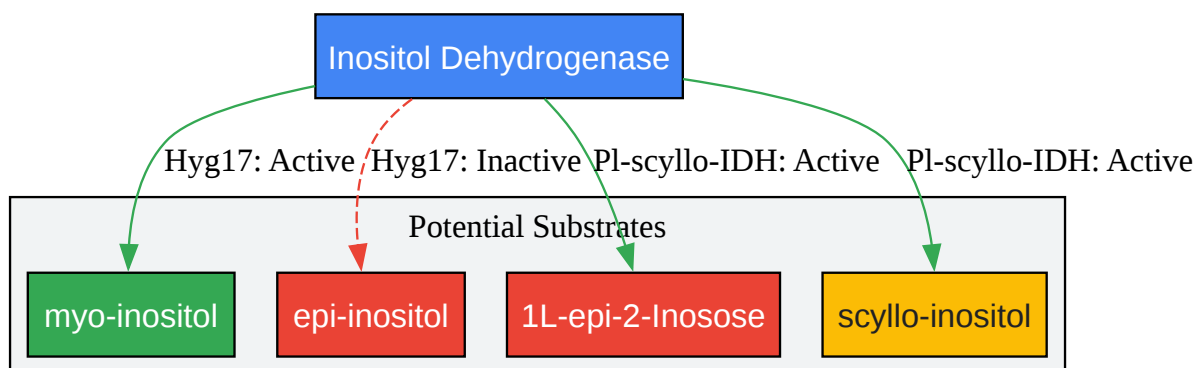 Inositol Dehydrogenase
Hyg17: Active
Hyg17: Inactive
Pl-scyllo-IDH: Active
Pl-scyllo-IDH: Active
Potential Substrates
myo-inositol
epi-inositol
1L-epi-2-Inosose
scyllo-inositol